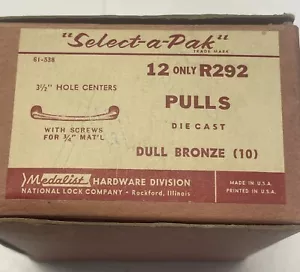 "Select-a-Pak"
TRADE MARK
61-338
12 ONLY R292
3½" HOLE CENTERS
PULLS
DIE CAST
WITH SCREWS
FOR ¾" MAT'L
DULL BRONZE (10)
Medalist HARDWARE DIVISION
NATIONAL LOCK COMPANY - Rockford, Illinois
MADE IN U.S.A.
PRINTED IN U.S.A.